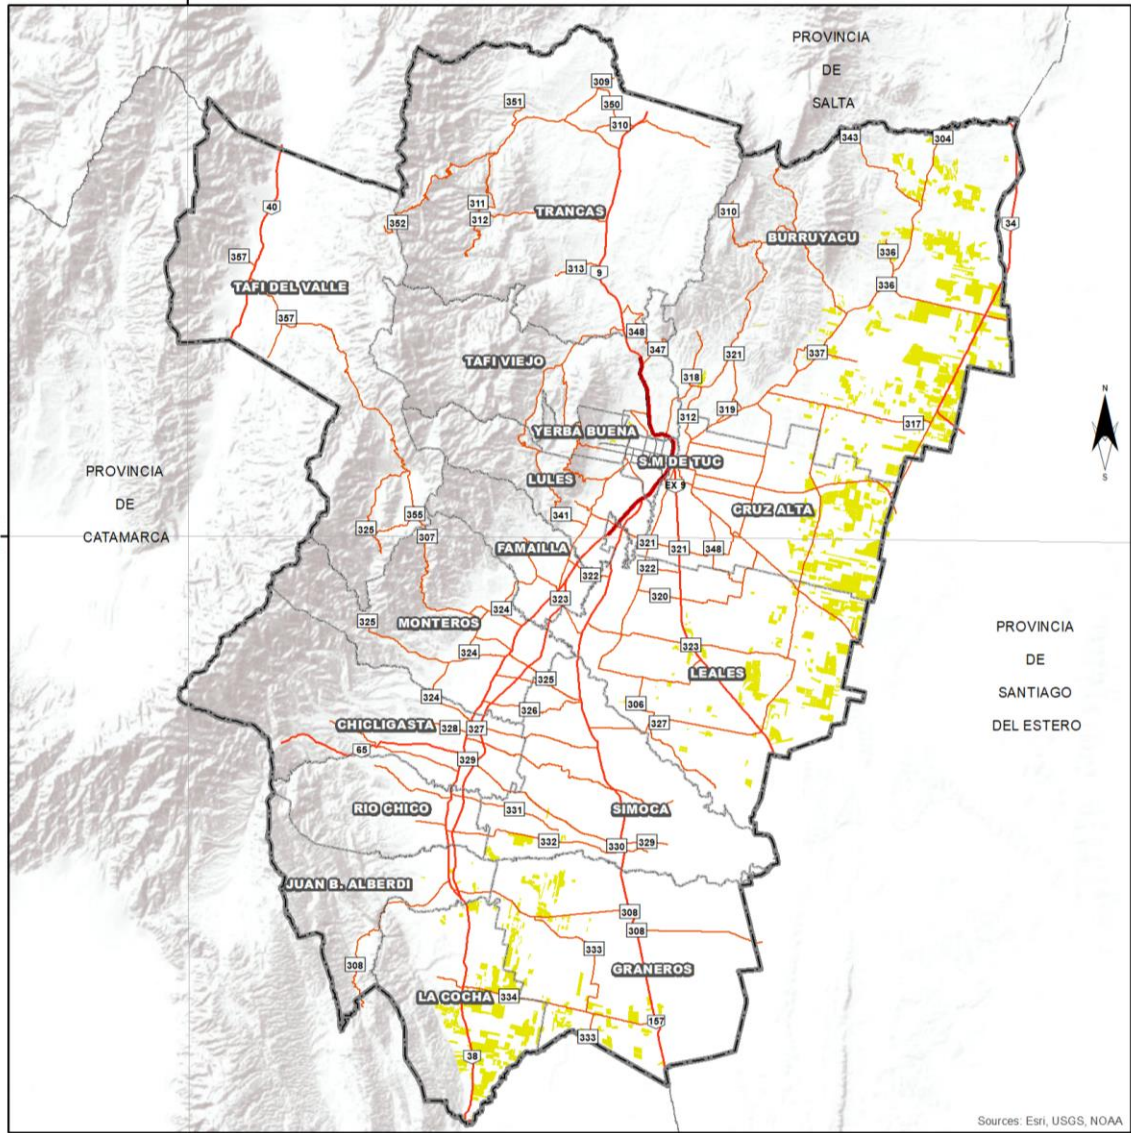 PROVINCIA
DE
SALTA
309
351
350
310
343
304
40
311
312
TRANCAS
310
352
BURRUYACU
34
357
336
313
9
TAFI DEL VALLE
336
357
348
347
TAFI VIEJO
321
337
318
312
319
317
YERBA BUENA
S.M DE TUC
PROVINCIA
DE
CATAMARCA
LULES
EX 9
CRUZ ALTA
341
355
325
307
FAMAILLA
321
321
348
322
322
323
320
324
325
MONTEROS
PROVINCIA
DE
SANTIAGO
DEL ESTERO
323
324
LEALES
325
324
306
326
327
CHICLIGASTA
328
327
65
329
RIO CHICO
331
SIMOCA
332
330
329
JUAN B. ALBERDI
308
308
333
308
GRANEROS
LA COCHA
334
157
333
38
N
S
Sources: Esri, USGS, NOAA